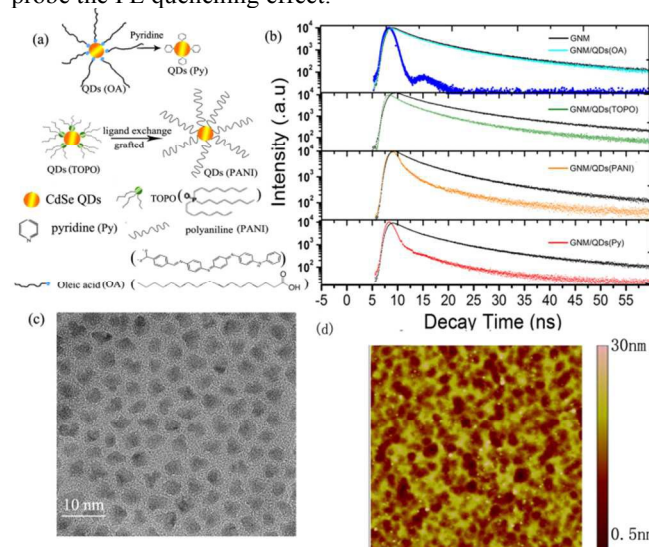 probe the PL quenching effect.
(a)
Pyridine
QDs (OA)
QDs (Py)
ligand exchange
grafted
QDs (TOPO)
QDs (PANI)
CdSe QDs
TOPO
pyridine (Py)
polyaniline (PANI)
Oleic acid(OA)
OH
(b)
Intensity (.a.u)
10⁴
10³
10²
10⁴
10³
10²
10⁴
10³
10²
10⁴
10³
10²
GNM
GNM/QDs(OA)
GNM/QDs(TOPO)
GNM/QDs(PANI)
GNM/QDs(Py)
-5 0 5 10 15 20 25 30 35 40 45 50 55
Decay Time (ns)
(c)
10 nm
(d)
30nm
0.5nm